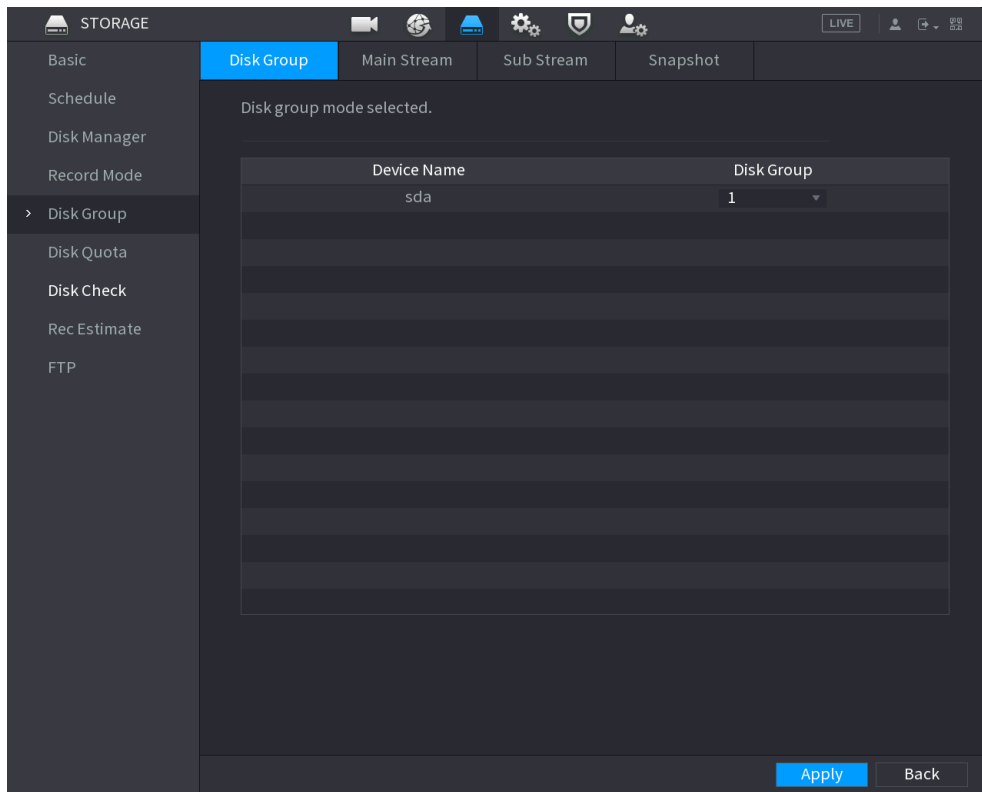 STORAGE
LIVE
Basic
Schedule
Disk Manager
Record Mode
Disk Group
Disk Quota
Disk Check
Rec Estimate
FTP
Disk Group Main Stream Sub Stream Snapshot
Disk group mode selected.
Device Name Disk Group
sda 1
Apply Back